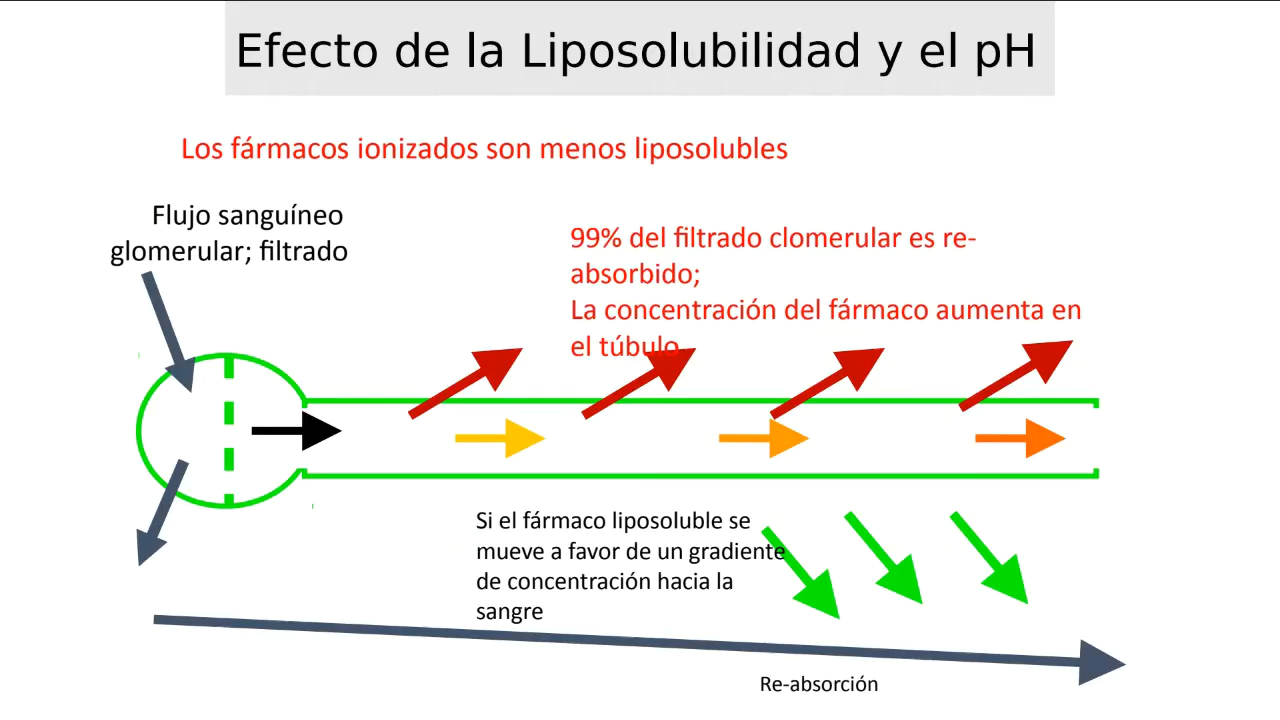 Efecto de la Liposolubilidad y el pH
Los fármacos ionizados son menos liposolubles
Flujo sanguíneo
glomerular; filtrado
99% del filtrado clomerular es re-
absorbido;
La concentración del fármaco aumenta en
el túbulo
Si el fármaco liposoluble se
mueve a favor de un gradiente
de concentración hacia la
sangre
Re-absorción